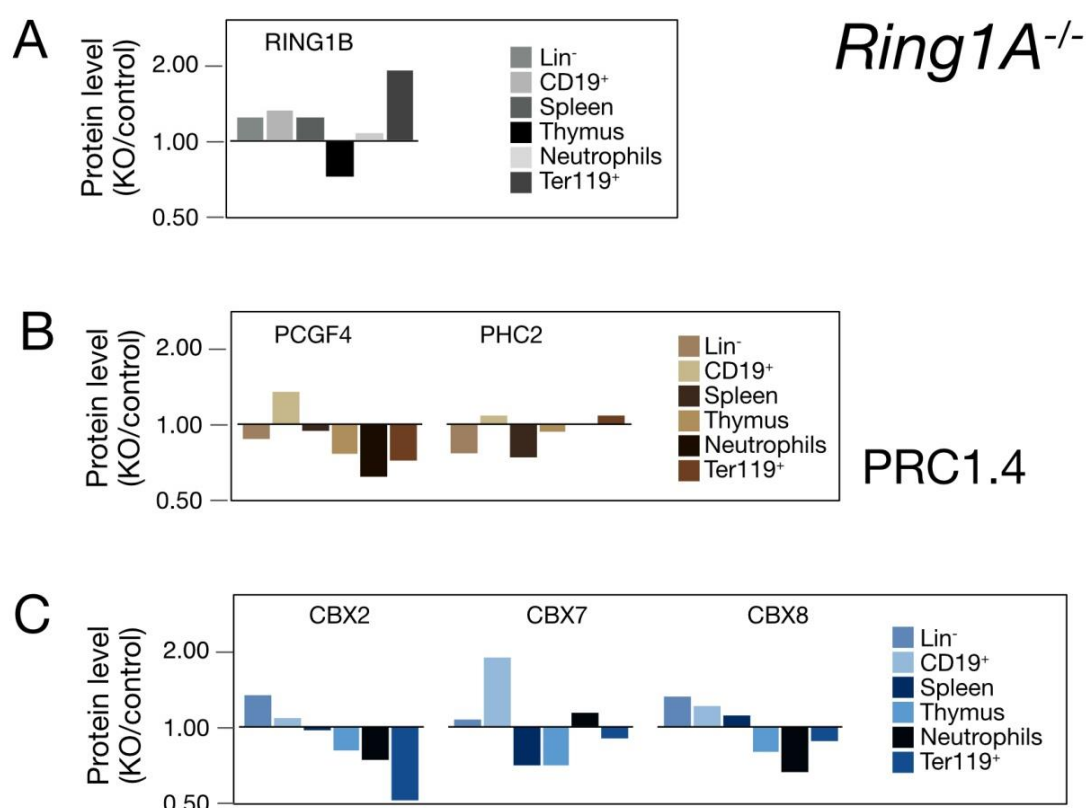 A
Ring1A-/-
RING1B
Protein level
(KO/control)
2.00
1.00
0.50
Lin-
CD19+
Spleen
Thymus
Neutrophils
Ter119+
B
PCGF4
PHC2
Protein level
(KO/control)
2.00
1.00
0.50
Lin-
CD19+
Spleen
Thymus
Neutrophils
Ter119+
PRC1.4
C
CBX2
CBX7
CBX8
Protein level
(KO/control)
2.00
1.00
0.50
Lin-
CD19+
Spleen
Thymus
Neutrophils
Ter119+